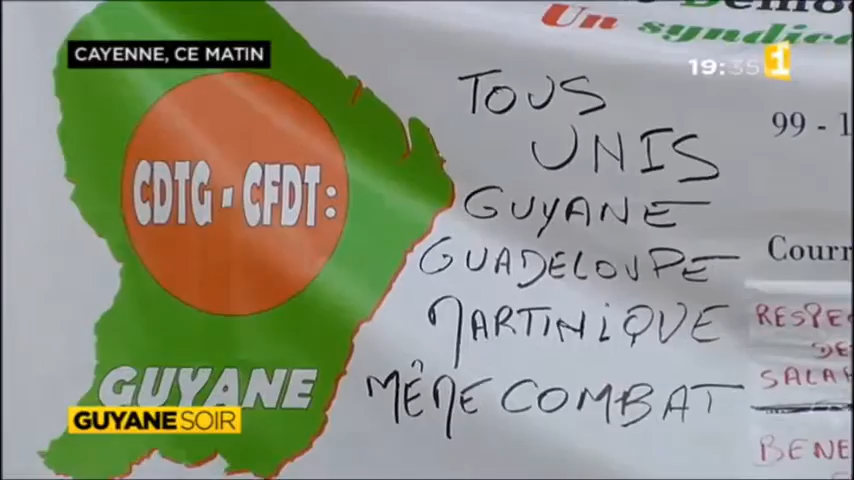 CAYENNE, CE MATIN
Un syndica
19:35 1
TOUS
UNIS
GUYANE
GUADELOUPE
MARTINIQUE
MÊME COMBAT
99 - 1
CDTG - CFDT:
Courr
RESPE
DE
SALA
BENE
GUYANE
GUYANE SOIR